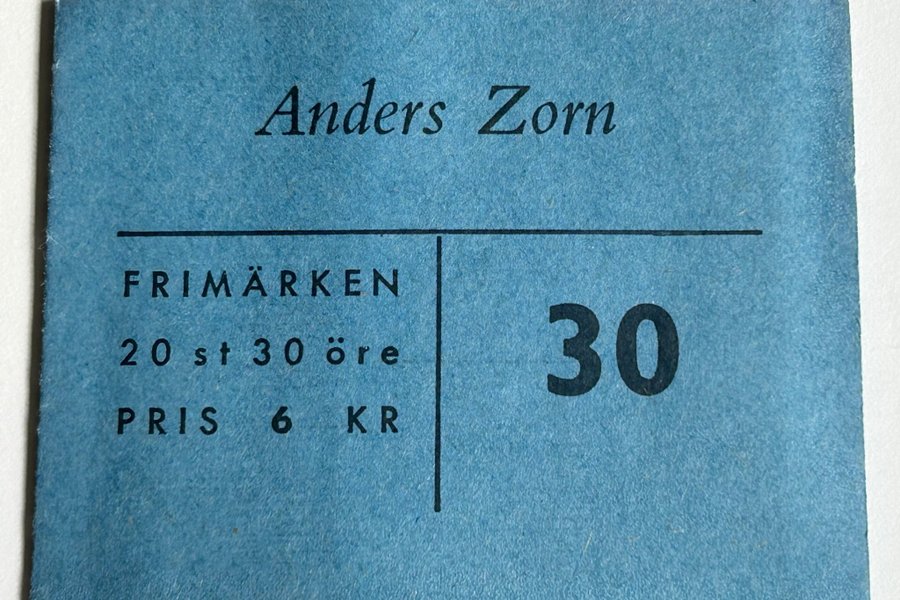 Anders Zorn
FRIMÄRKEN
20 st 30 öre
PRIS 6 KR
30